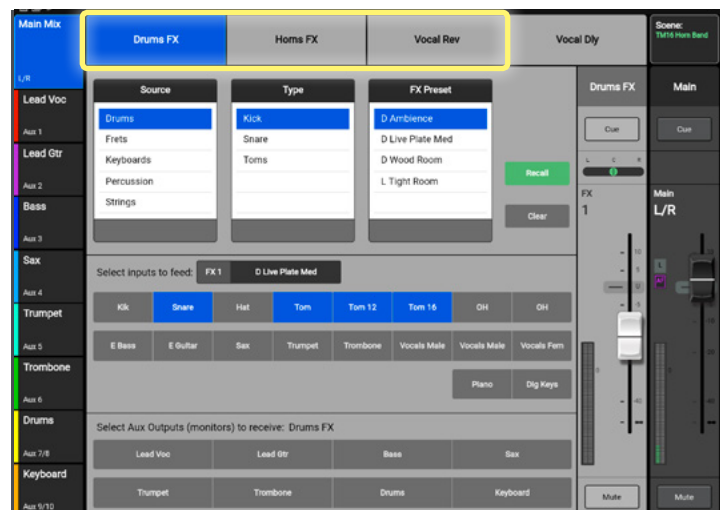 Main Mix
L/R
Lead Voc
Aux 1
Lead Gtr
Aux 2
Bass
Aux 3
Sax
Aux 4
Trumpet
Aux 5
Trombone
Aux 6
Drums
Aux 7/8
Keyboard
Aux 9/10
Drums FX Horns FX Vocal Rev Vocal Dly
Source Type FX Preset
Drums Kick D Ambience
Frets Snare D Live Plate Med
Keyboards Toms D Wood Room
Percussion L Tight Room
Strings
Recall
Clear
Select inputs to feed: FX 1 D Live Plate Med
Kik Snare Hat Tom Tom 12 Tom 16 OH OH
E Bass E Guitar Sax Trumpet Trombone Vocals Male Vocals Male Vocals Fem
Piano Dig Keys
Select Aux Outputs (monitors) to receive: Drums FX
Lead Voc Lead Gtr Bass Sax
Trumpet Trombone Drums Keyboard
Drums FX
Cue
L C R
FX
1
10
5
0
-5
-40
Mute
Scene:
TM16 Horn Band
Main
Cue
Main
L/R
L
Mute